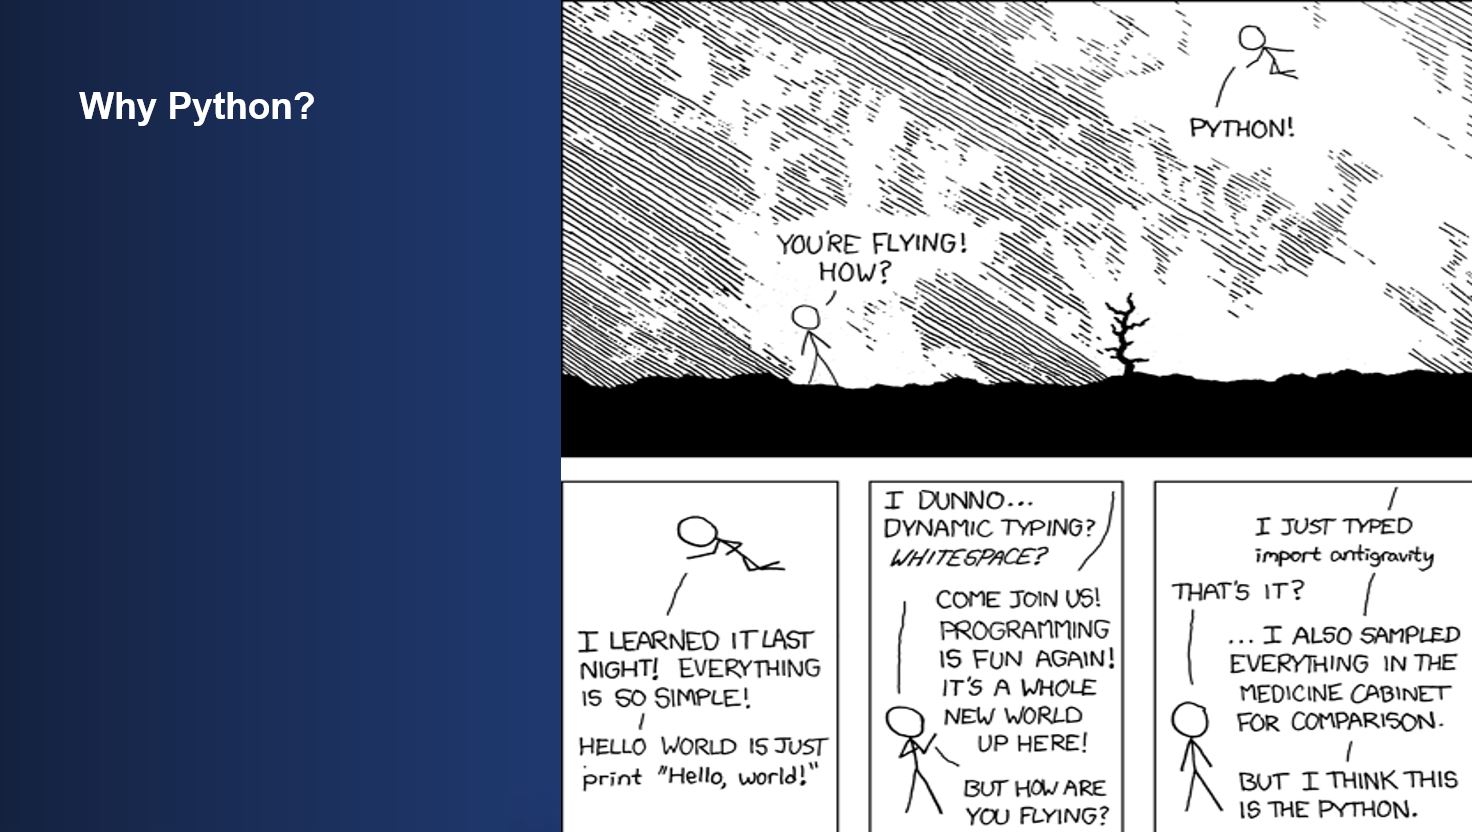 Why Python?
YOU'RE FLYING!
HOW?
PYTHON!
I LEARNED IT LAST
NIGHT! EVERYTHING
IS SO SIMPLE!
HELLO WORLD IS JUST
print "Hello, world!"
I DUNNO...
DYNAMIC TYPING?
WHITESPACE?
COME JOIN US!
PROGRAMMING
IS FUN AGAIN!
IT'S A WHOLE
NEW WORLD
UP HERE!
BUT HOW ARE
YOU FLYING?
I JUST TYPED
import antigravity
THAT'S IT?
... I ALSO SAMPLED
EVERYTHING IN THE
MEDICINE CABINET
FOR COMPARISON.
BUT I THINK THIS
IS THE PYTHON.